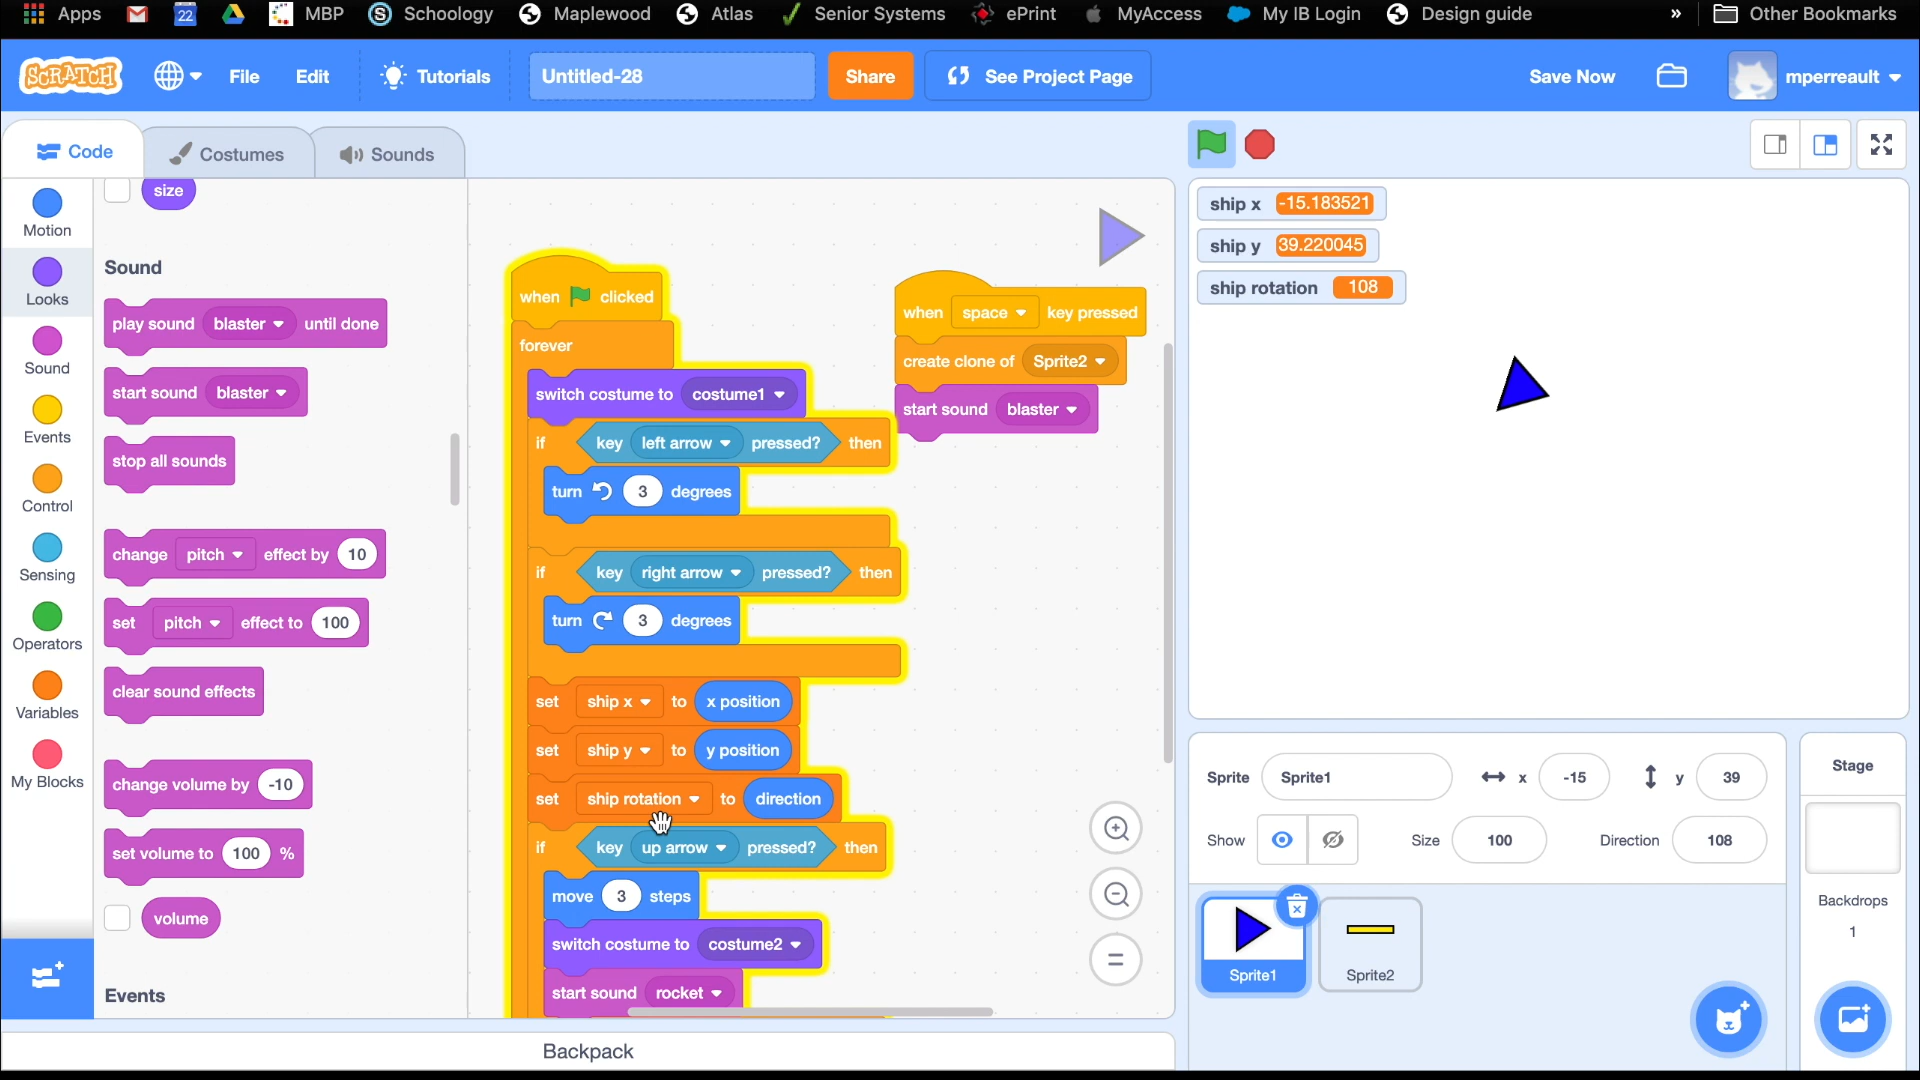 Apps 22 MBP Schoology Maplewood Atlas Senior Systems ePrint MyAccess My IB Login Design guide » Other Bookmarks
SCRATCH File Edit Tutorials Untitled-28 Share See Project Page Save Now mperreault
Code Costumes Sounds
Motion
Looks
Sound
Events
Control
Sensing
Operators
Variables
My Blocks
size
Sound
play sound blaster until done
start sound blaster
stop all sounds
change pitch effect by 10
set pitch effect to 100
clear sound effects
change volume by -10
set volume to 100 %
volume
Events
when clicked
forever
switch costume to costume1
if key left arrow pressed? then
turn 3 degrees
if key right arrow pressed? then
turn 3 degrees
set ship x to x position
set ship y to y position
set ship rotation to direction
if key up arrow pressed? then
move 3 steps
switch costume to costume2
start sound rocket
when space key pressed
create clone of Sprite2
start sound blaster
Backpack
ship x -15.183521
ship y 39.220045
ship rotation 108
Sprite Sprite1 x -15 y 39
Show Size 100 Direction 108
Sprite1
Sprite2
Stage
Backdrops
1